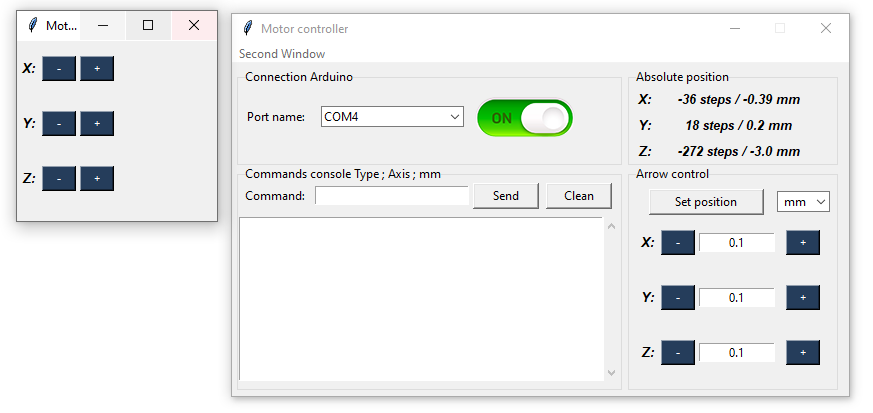 Mot...
X: - +
Y: - +
Z: - +
Motor controller
Second Window
Connection Arduino
Port name: COM4 ON
Absolute position
X: -36 steps / -0.39 mm
Y: 18 steps / 0.2 mm
Z: -272 steps / -3.0 mm
Commands console Type ; Axis ; mm
Command: Send Clean
Arrow control
Set position mm
X: - 0.1 +
Y: - 0.1 +
Z: - 0.1 +